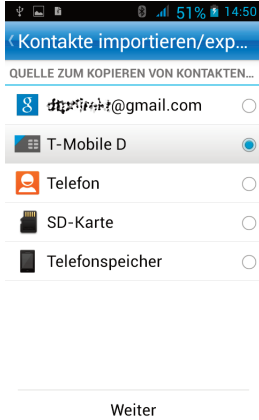 51% 14:50
Kontakte importieren/exp...
QUELLE ZUM KOPIEREN VON KONTAKTEN...
@gmail.com
T-Mobile D
Telefon
SD-Karte
Telefonspeicher
Weiter